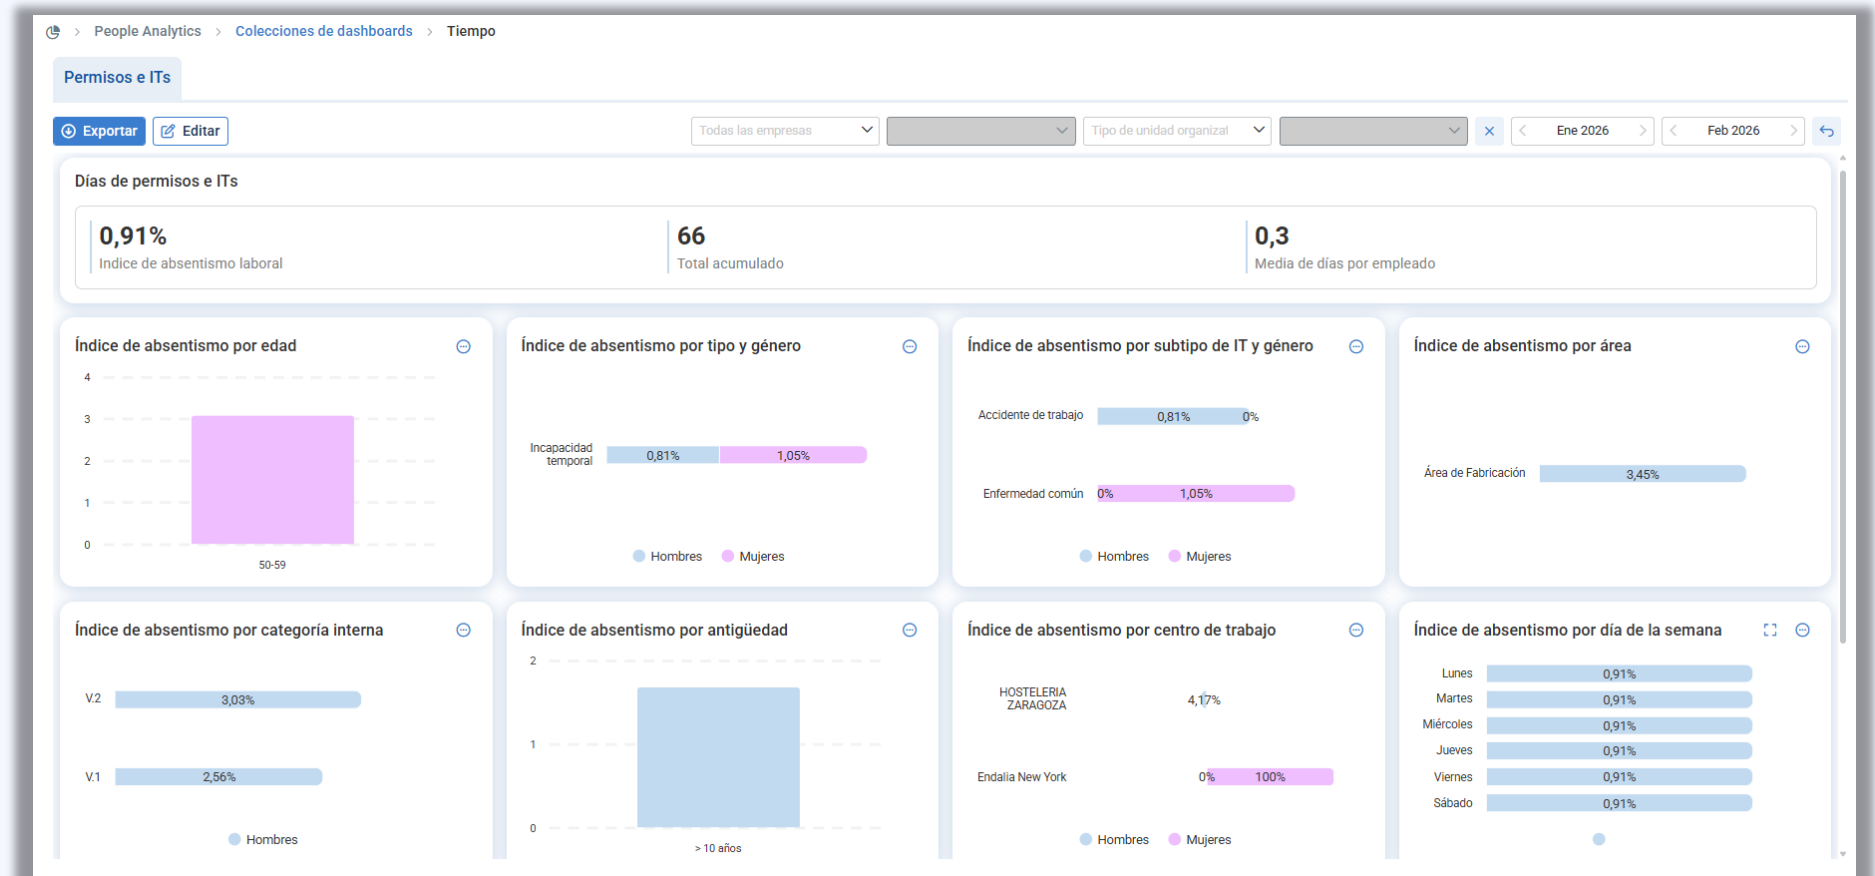 > People Analytics > Colecciones de dashboards > Tiempo
Permisos e ITs
Exportar Editar Todas las empresas Tipo de unidad organizat Ene 2026 Feb 2026
Días de permisos e ITs
0,91% 66 0,3
Indice de absentismo laboral Total acumulado Media de días por empleado
Índice de absentismo por edad
4
3
2
1
0
50-59
Índice de absentismo por tipo y género
Incapacidad
temporal 0,81% 1,05%
Hombres Mujeres
Índice de absentismo por subtipo de IT y género
Accidente de trabajo 0,81% 0%
Enfermedad común 0% 1,05%
Hombres Mujeres
Índice de absentismo por área
Área de Fabricación 3,45%
Índice de absentismo por categoría interna
V.2 3,03%
V.1 2,56%
Hombres
Índice de absentismo por antigüedad
2
1
0
> 10 años
Índice de absentismo por centro de trabajo
HOSTELERIA
ZARAGOZA 4,17%
Endalia New York 0% 100%
Hombres Mujeres
Índice de absentismo por día de la semana
Lunes 0,91%
Martes 0,91%
Miércoles 0,91%
Jueves 0,91%
Viernes 0,91%
Sábado 0,91%